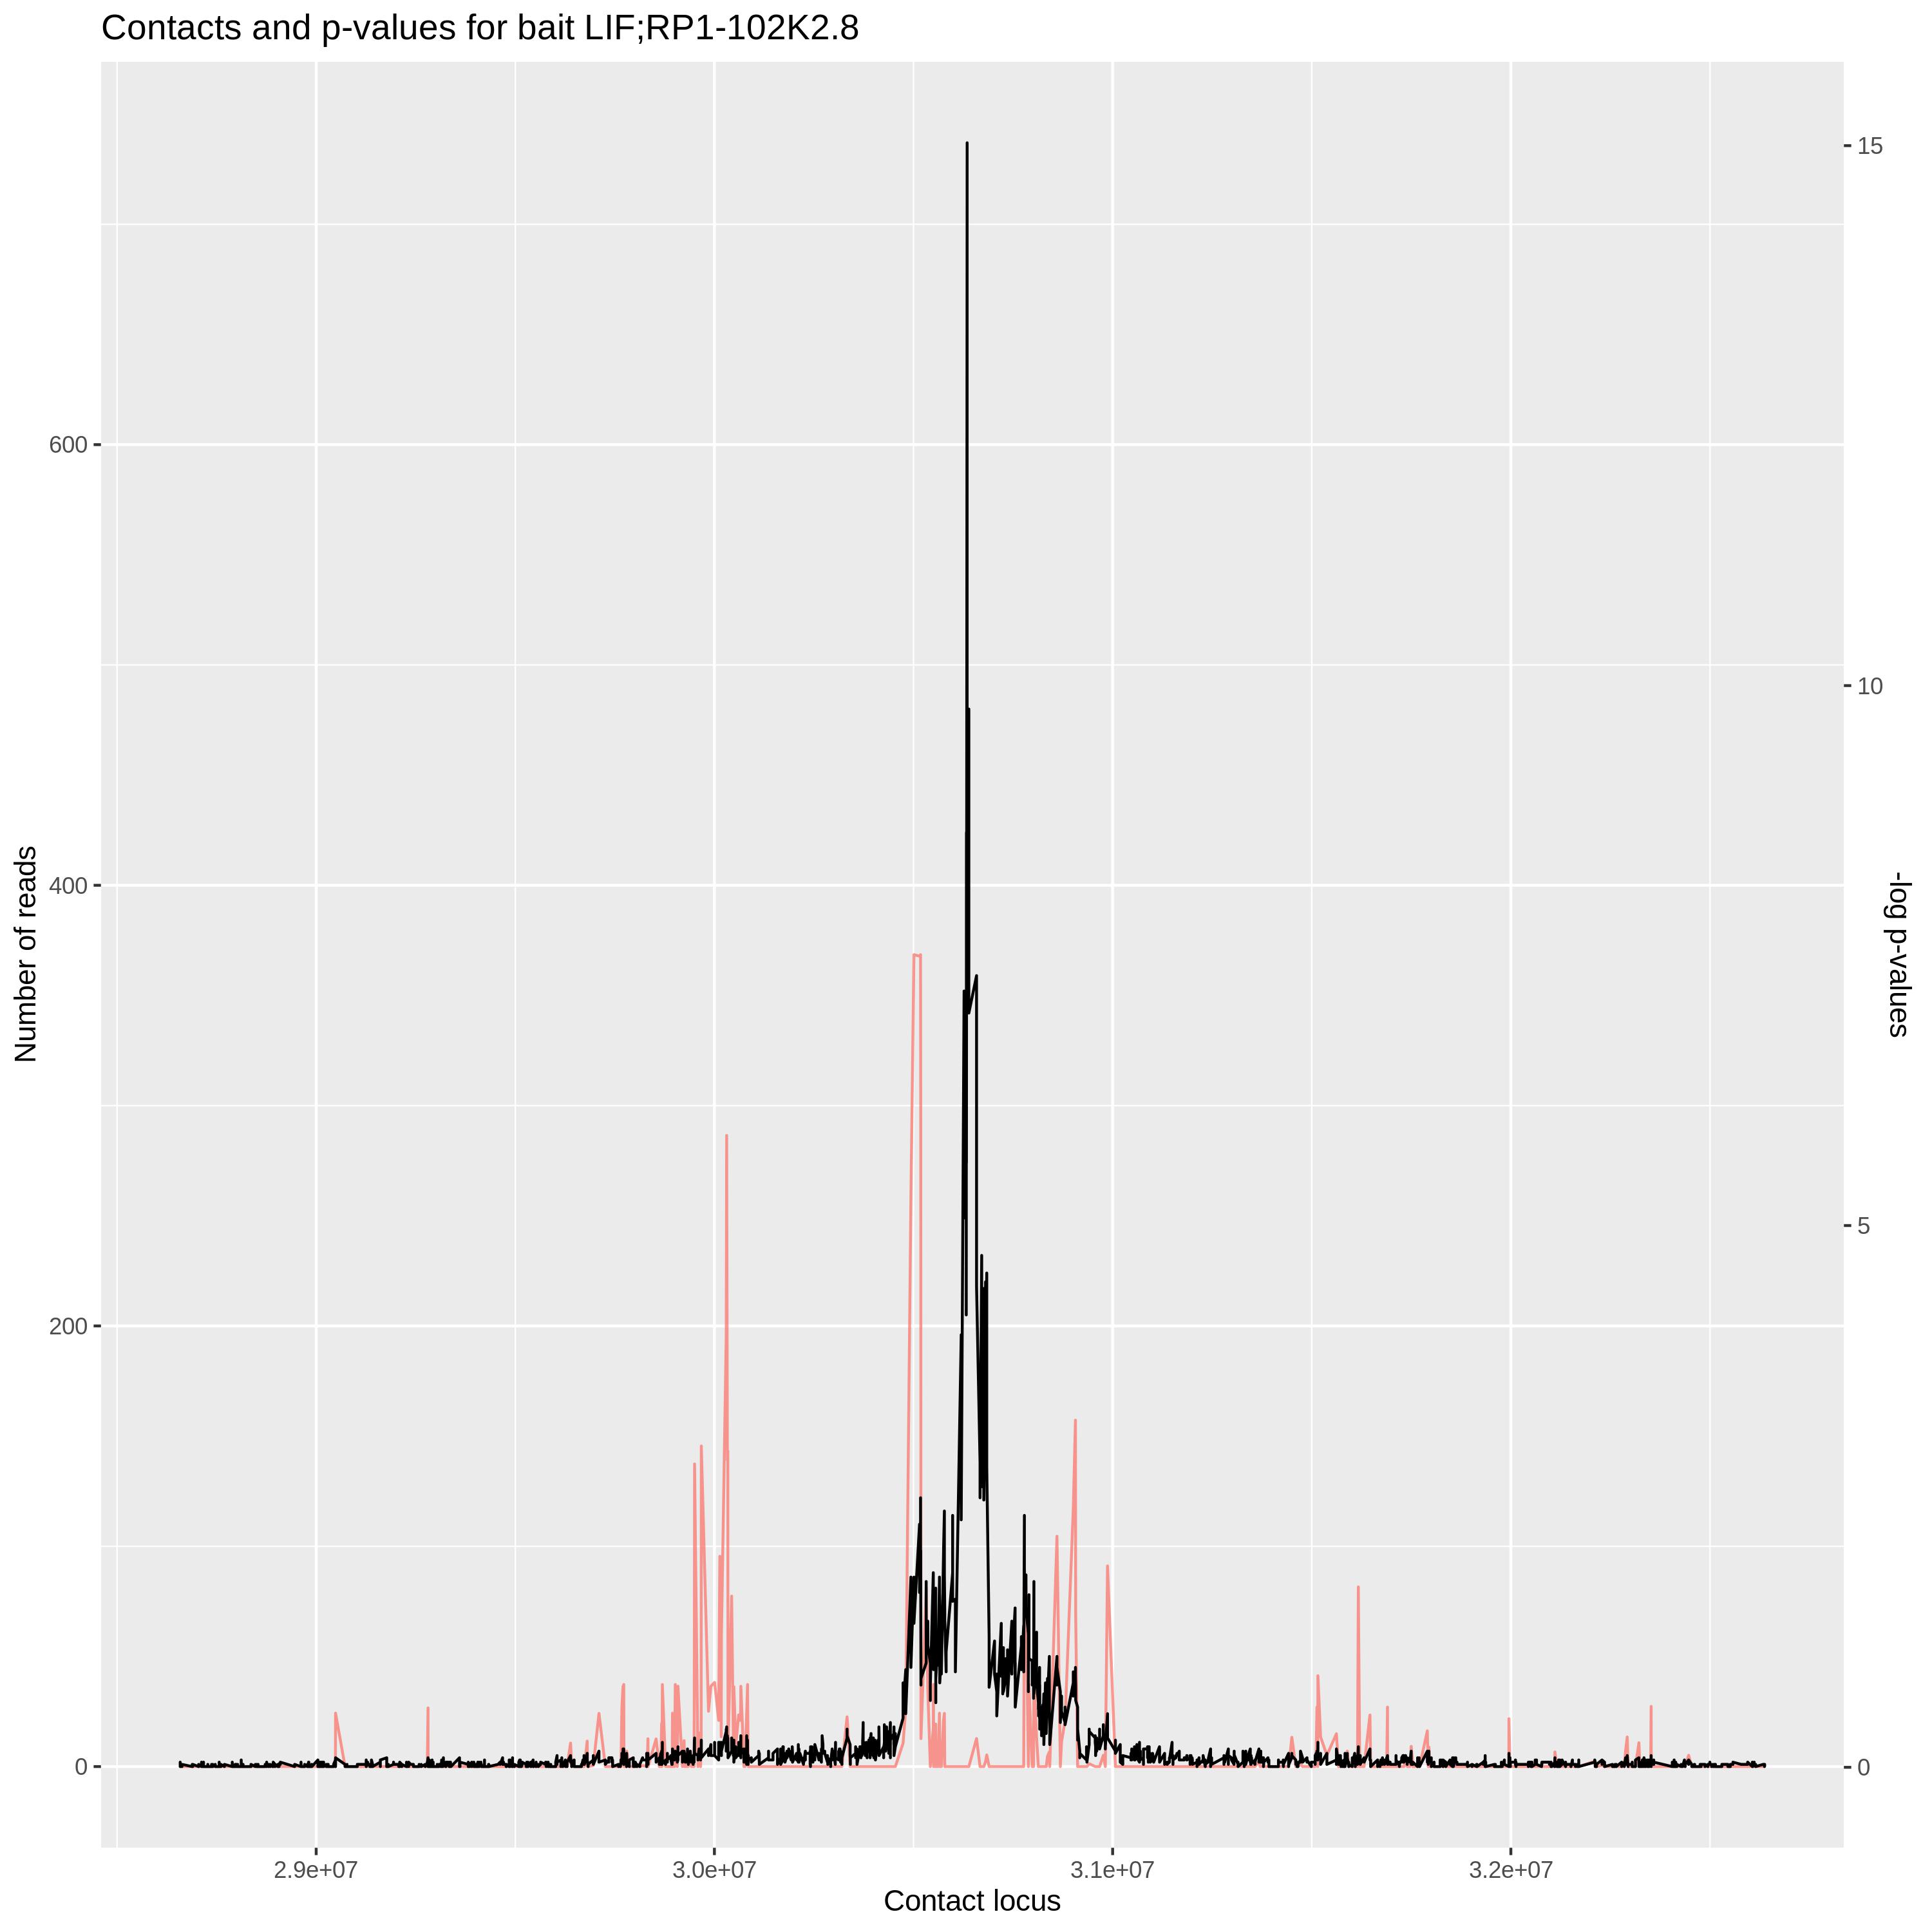 Contacts and p-values for bait LIF;RP1-102K2.8
Number of reads
600
400
200
0
15
10
5
0
-log p-values
2.9e+07 3.0e+07 3.1e+07 3.2e+07
Contact locus